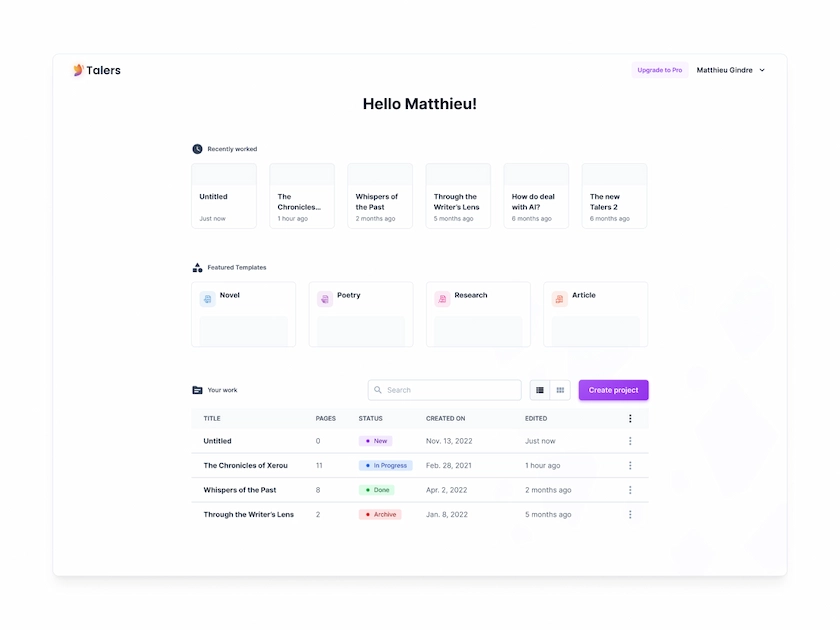 Talers
Upgrade to Pro
Matthieu Gindre
Hello Matthieu!
Recently worked
Untitled
Just now
The
Chronicles...
1 hour ago
Whispers of
the Past
2 months ago
Through the
Writer's Lens
5 months ago
How do deal
with AI?
6 months ago
The new
Talers 2
6 months ago
Featured Templates
Novel
Poetry
Research
Article
Your work
Search
Create project
TITLE PAGES STATUS CREATED ON EDITED
Untitled 0 New Nov. 13, 2022 Just now
The Chronicles of Xerou 11 In Progress Feb. 28, 2021 1 hour ago
Whispers of the Past 8 Done Apr. 2, 2022 2 months ago
Through the Writer's Lens 2 Archive Jan. 8, 2022 5 months ago